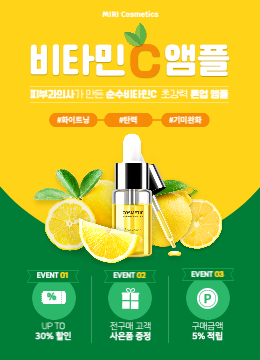 MIRI Cosmetics
비타민C 앰플
피부과의사가 만든 순수비타민C 초강력 톤업 앰플
#화이트닝 #탄력 #기미완화
COSMETIC
EVENT 01
UP TO
30% 할인
EVENT 02
전구매 고객
사은품 증정
EVENT 03
구매금액
5% 적립